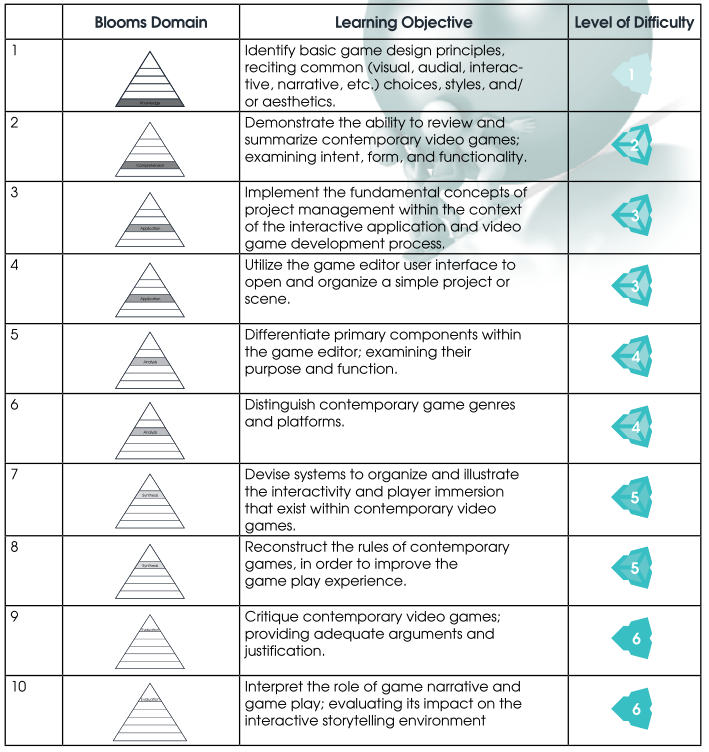 Blooms Domain Learning Objective Level of Difficulty
1
Knowledge
Identify basic game design principles,
reciting common (visual, audial, interac-
tive, narrative, etc.) choices, styles, and/
or aesthetics.
1
2
Comprehension
Demonstrate the ability to review and
summarize contemporary video games;
examining intent, form, and functionality.
2
3
Application
Implement the fundamental concepts of
project management within the context
of the interactive application and video
game development process.
3
4
Application
Utilize the game editor user interface to
open and organize a simple project or
scene.
3
5
Analysis
Differentiate primary components within
the game editor; examining their
purpose and function.
4
6
Analysis
Distinguish contemporary game genres
and platforms.
4
7
Synthesis
Devise systems to organize and illustrate
the interactivity and player immersion
that exist within contemporary video
games.
5
8
Synthesis
Reconstruct the rules of contemporary
games, in order to improve the
game play experience.
5
9
Evaluation
Critique contemporary video games;
providing adequate arguments and
justification.
6
10
Evaluation
Interpret the role of game narrative and
game play; evaluating its impact on the
interactive storytelling environment
6